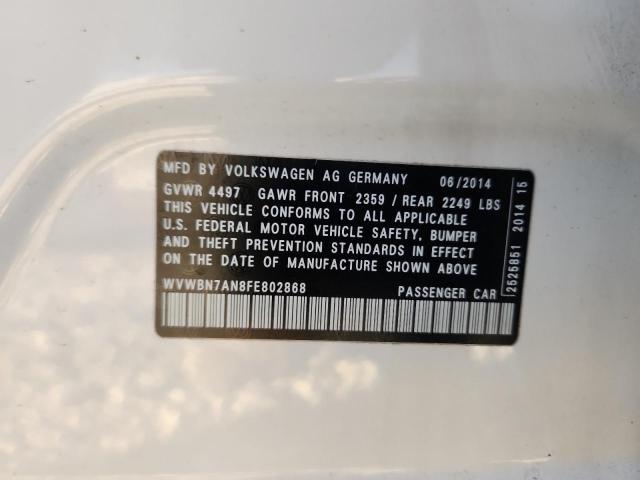 MFD BY VOLKSWAGEN AG GERMANY 06/2014
GVWR 4497 GAWR FRONT 2359 / REAR 2249 LBS
THIS VEHICLE CONFORMS TO ALL APPLICABLE
U.S. FEDERAL MOTOR VEHICLE SAFETY, BUMPER
AND THEFT PREVENTION STANDARDS IN EFFECT
ON THE DATE OF MANUFACTURE SHOWN ABOVE
WVWBN7AN8FE802868 PASSENGER CAR
2525851 2014 15